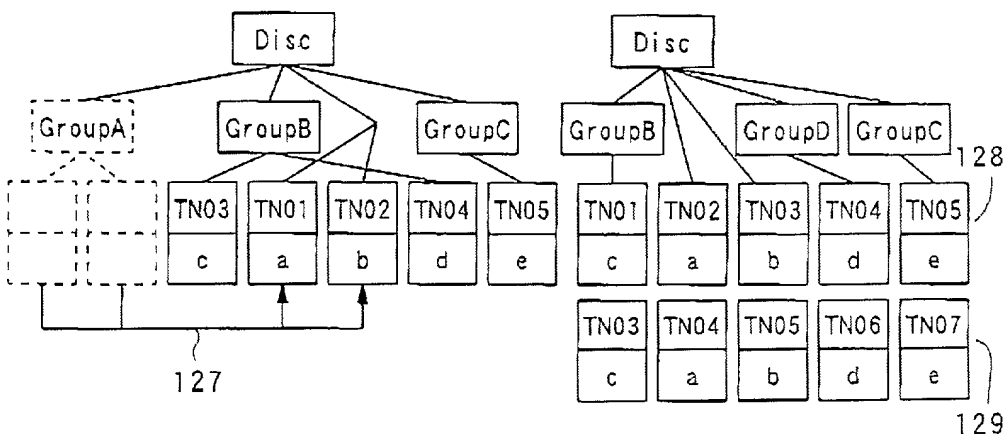 Disc
Disc
GroupA GroupB GroupC GroupB GroupD GroupC
128
TN03 TN01 TN02 TN04 TN05 TN01 TN02 TN03 TN04 TN05
c a b d e c a b d e
TN03 TN04 TN05 TN06 TN07
c a b d e
127
129